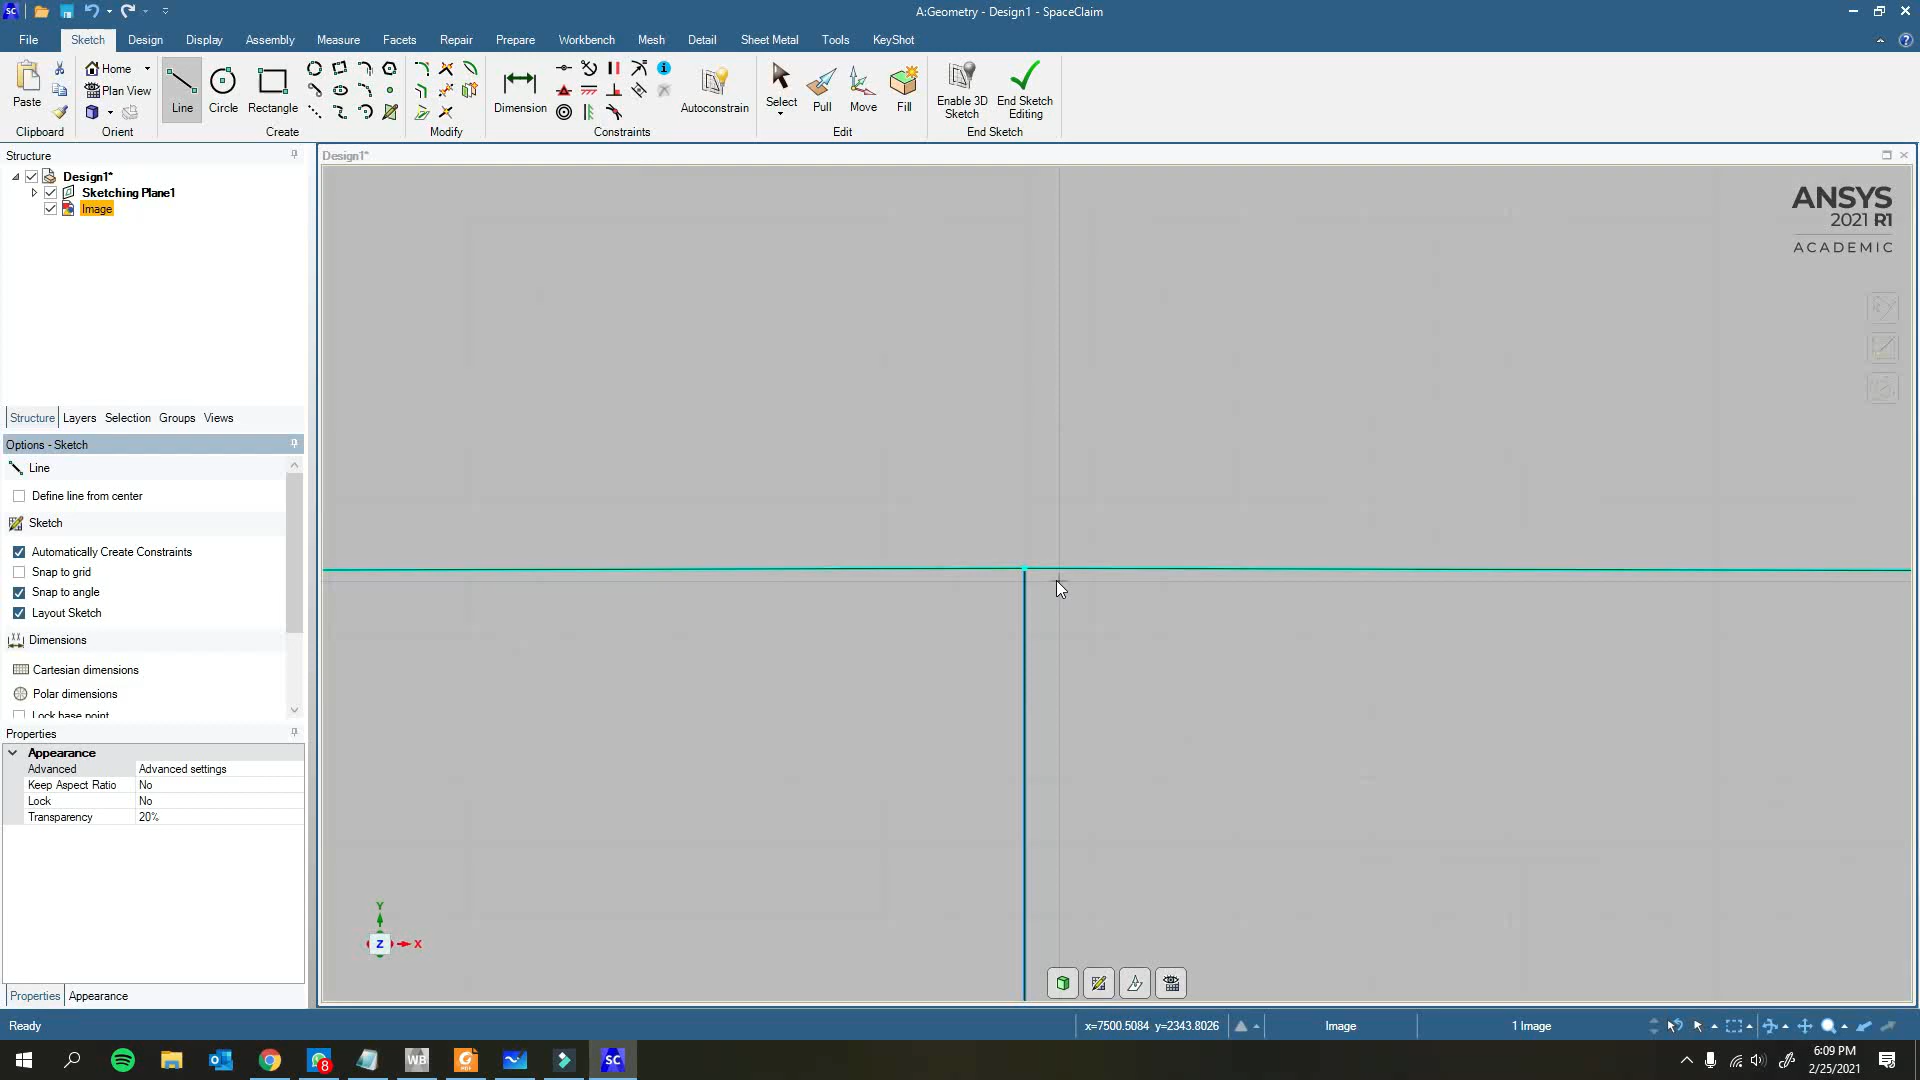 SC
A:Geometry - Design1 - SpaceClaim
File Sketch Design Display Assembly Measure Facets Repair Prepare Workbench Mesh Detail Sheet Metal Tools KeyShot
Paste
Home
Plan View
Line Circle Rectangle
Dimension
Autoconstrain
Select Pull Move Fill
Enable 3D Sketch
End Sketch Editing
Clipboard Orient Create Modify Constraints Edit End Sketch
Structure
Design1*
Sketching Plane1
Image
Structure Layers Selection Groups Views
Options - Sketch
Line
Define line from center
Sketch
Automatically Create Constraints
Snap to grid
Snap to angle
Layout Sketch
Dimensions
Cartesian dimensions
Polar dimensions
Lock base point
Properties
Appearance
Advanced Advanced settings
Keep Aspect Ratio No
Lock No
Transparency 20%
Properties Appearance
Design1*
ANSYS
2021 R1
ACADEMIC
Y
Z X
Ready
x=7500.5084 y=2343.8026
Image
1 Image
8
WB
SC
6:09 PM
2/25/2021